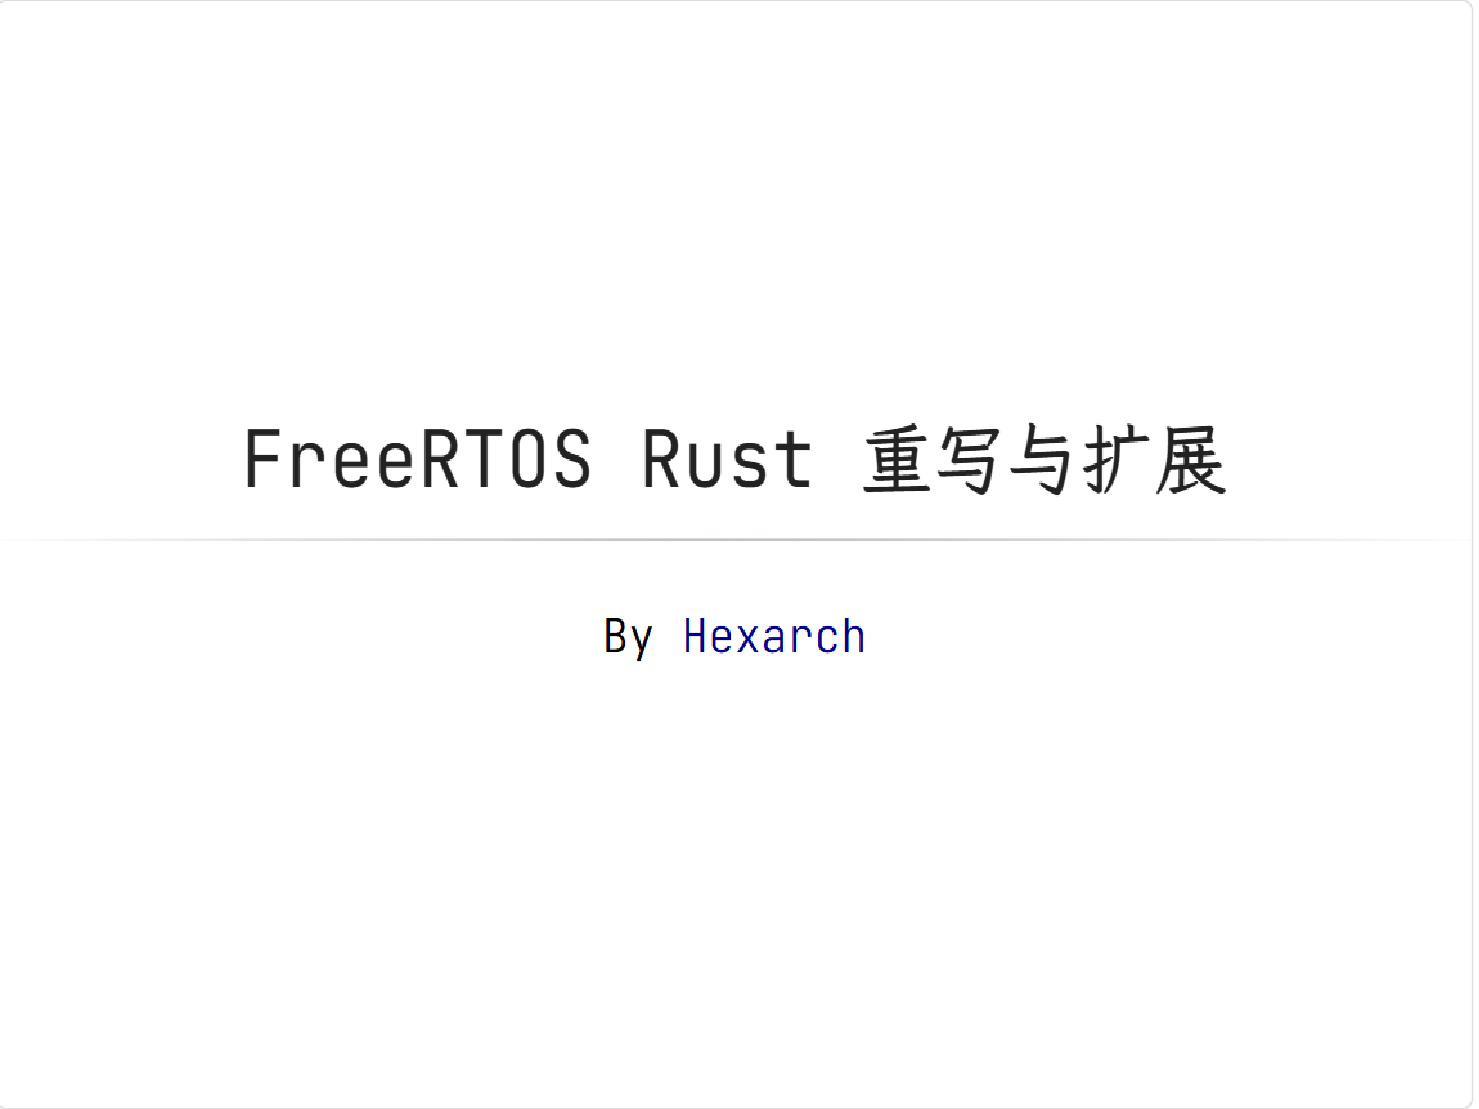 FreeRTOS Rust 重写与扩展
By Hexarch